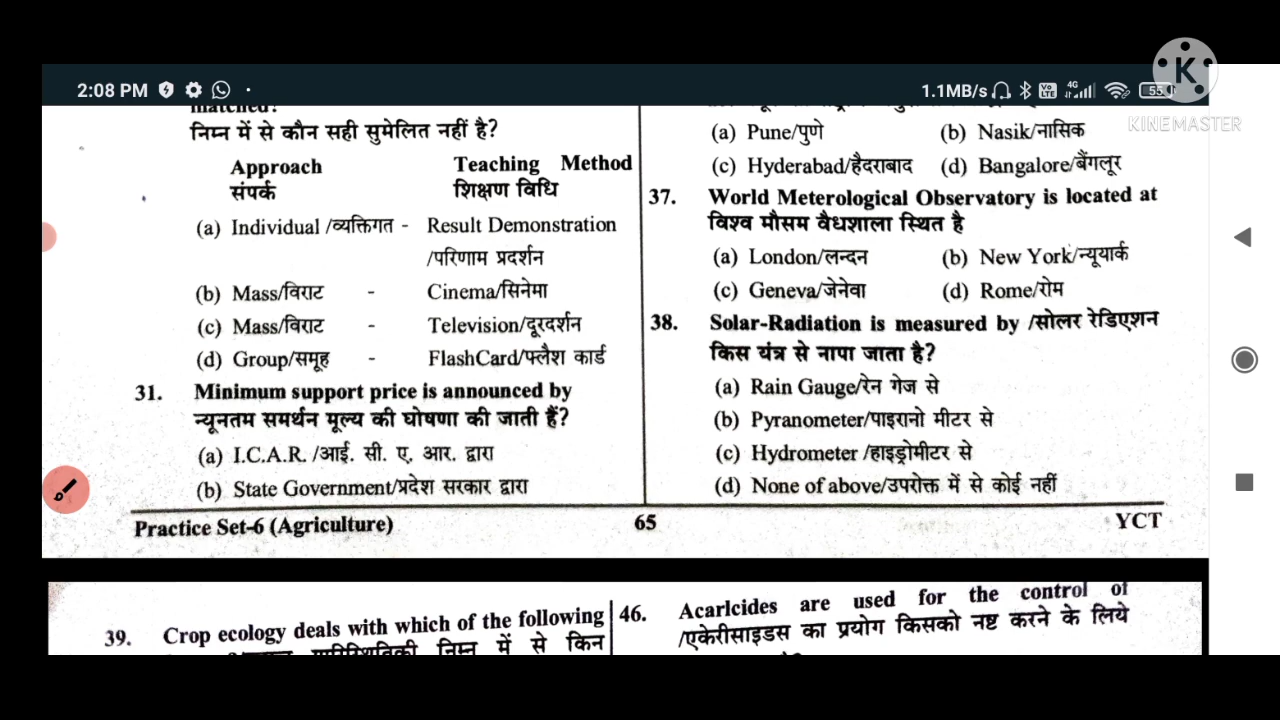 2:08 PM
1.1MB/s
4G
55
K
KINEMASTER
matched?
निम्न में से कौन सही सुमेलित नहीं है?
Approach Teaching Method
संपर्क शिक्षण विधि
(a) Individual /व्यक्तिगत - Result Demonstration
/परिणाम प्रदर्शन
(b) Mass/विराट - Cinema/सिनेमा
(c) Mass/विराट - Television/दूरदर्शन
(d) Group/समूह - FlashCard/फ्लैश कार्ड
31. Minimum support price is announced by
न्यूनतम समर्थन मूल्य की घोषणा की जाती हैं?
(a) I.C.A.R. /आई. सी. ए. आर. द्वारा
(b) State Government/प्रदेश सरकार द्वारा
(a) Pune/पुणे (b) Nasik/नासिक
(c) Hyderabad/हैदराबाद (d) Bangalore/बैंगलूर
37. World Meterological Observatory is located at
विश्व मौसम वैधशाला स्थित है
(a) London/लन्दन (b) New York/न्यूयार्क
(c) Geneva/जेनेवा (d) Rome/रोम
38. Solar-Radiation is measured by /सोलर रेडिएशन
किस यंत्र से नापा जाता है?
(a) Rain Gauge/रेन गेज से
(b) Pyranometer/पाइरानो मीटर से
(c) Hydrometer /हाइड्रोमीटर से
(d) None of above/उपरोक्त में से कोई नहीं
Practice Set-6 (Agriculture) 65 YCT
39. Crop ecology deals with which of the following
पारिस्थितिकी निम्न में से किन
46. Acarlcides are used for the control of
/एकेरीसाइडस का प्रयोग किसको नष्ट करने के लिये